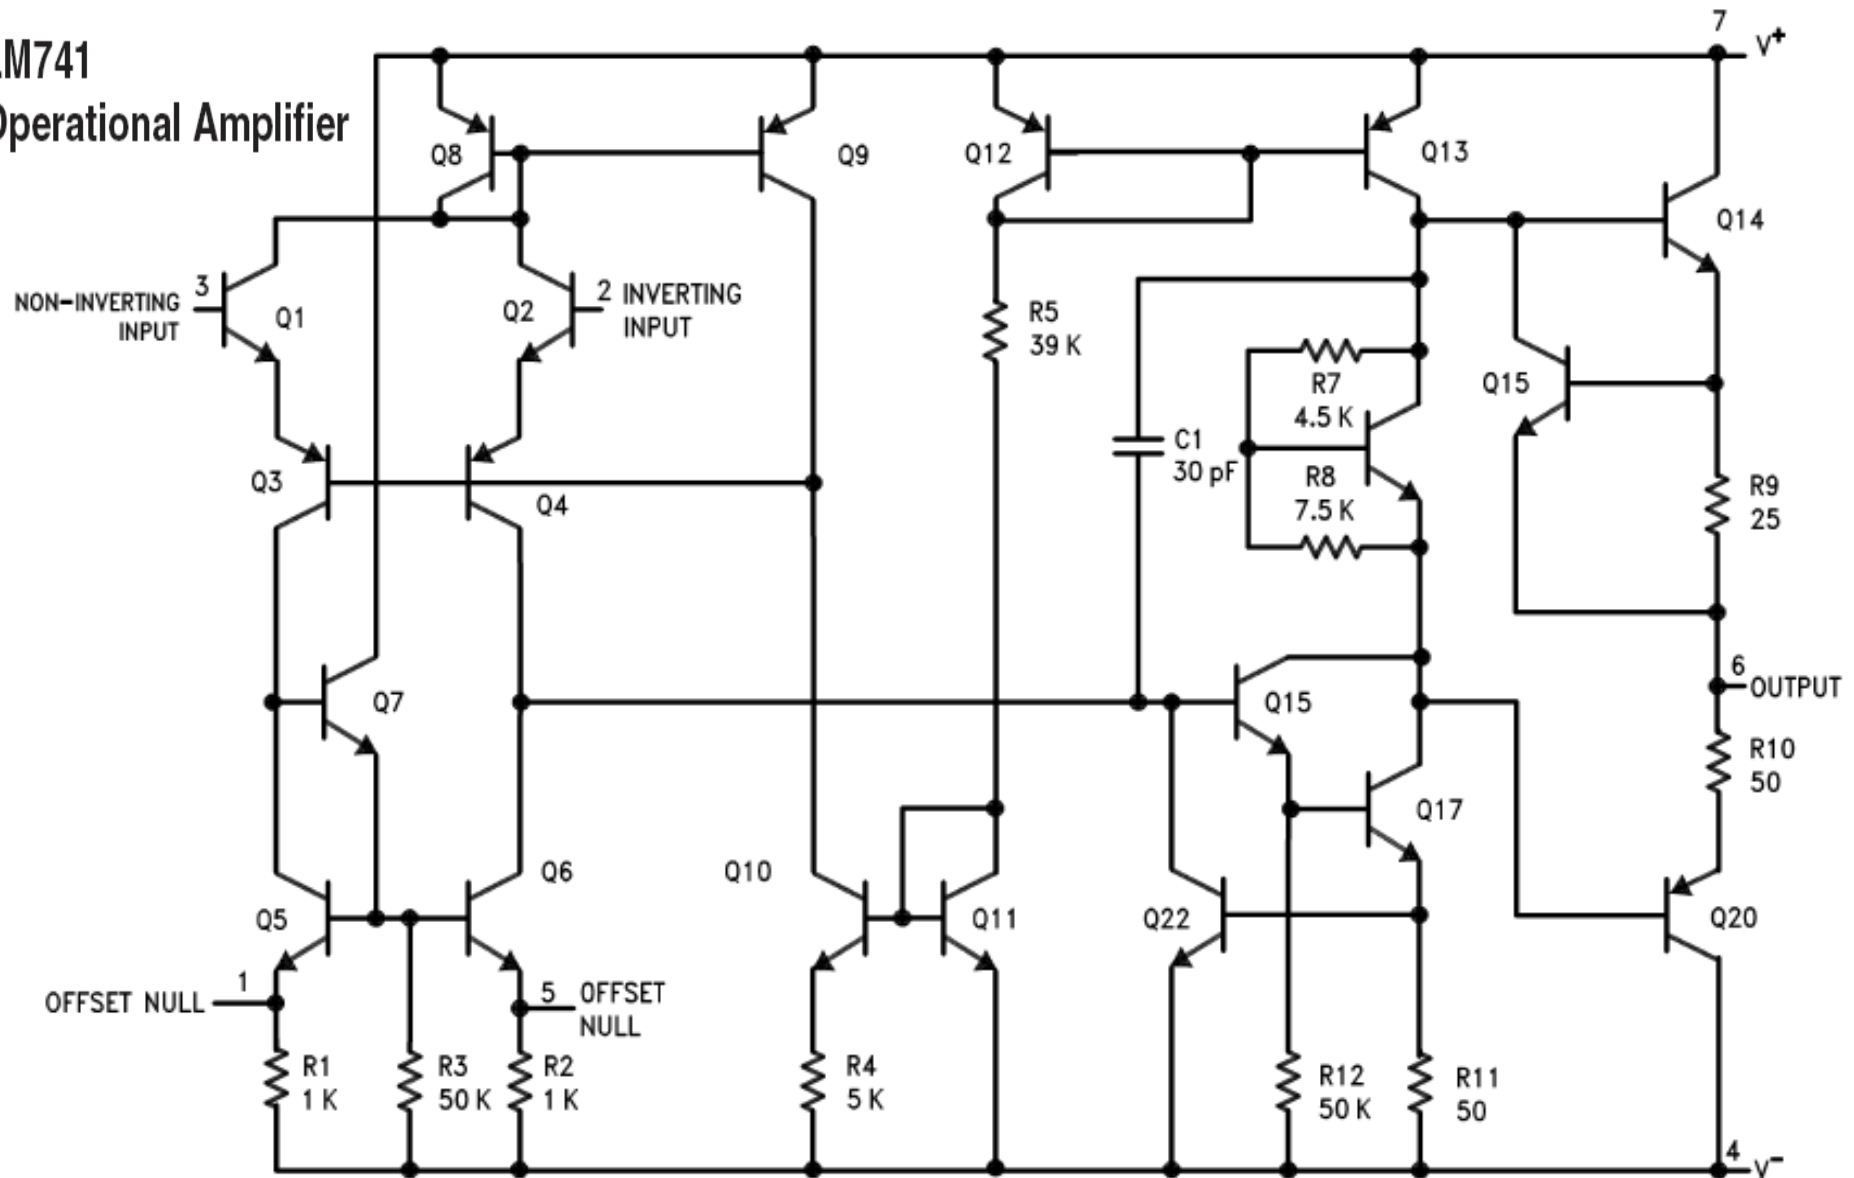 LM741
Operational Amplifier
7
V+
Q8
Q9
Q12
Q13
Q14
3
NON-INVERTING
INPUT
Q1
Q2
2 INVERTING
INPUT
R5
39 K
R7
4.5 K
Q15
C1
30 pF
R8
7.5 K
Q3
Q4
R9
25
Q7
Q15
6
OUTPUT
R10
50
Q17
Q5
Q6
Q10
Q11
Q22
Q20
1
OFFSET NULL
5 OFFSET
NULL
R1
1 K
R3
50 K
R2
1 K
R4
5 K
R12
50 K
R11
50
4
V-